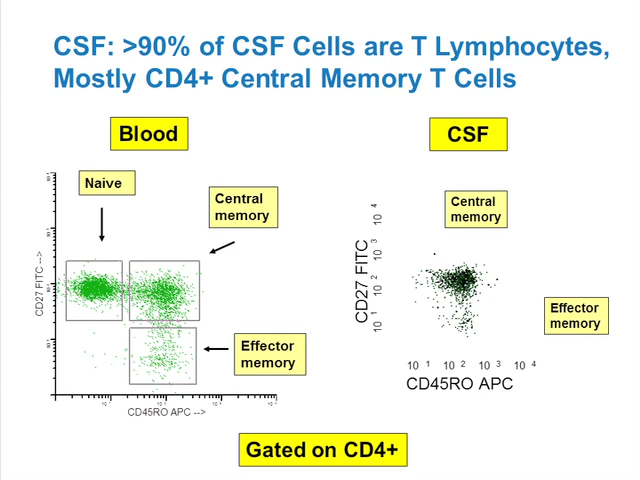 CSF: >90% of CSF Cells are T Lymphocytes,
Mostly CD4+ Central Memory T Cells
Blood
CSF
Naive
Central
memory
Effector
memory
CD27 FITC -->
CD45RO APC -->
Central
memory
Effector
memory
CD27 FITC
10 4
10 3
10 2
10 1
10 1 10 2 10 3 10 4
CD45RO APC
Gated on CD4+